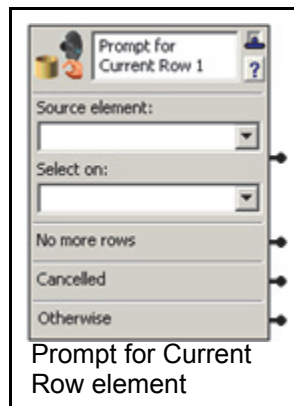 Prompt for
Current Row 1
?
Source element:
Select on:
No more rows
Cancelled
Otherwise
Prompt for Current
Row element